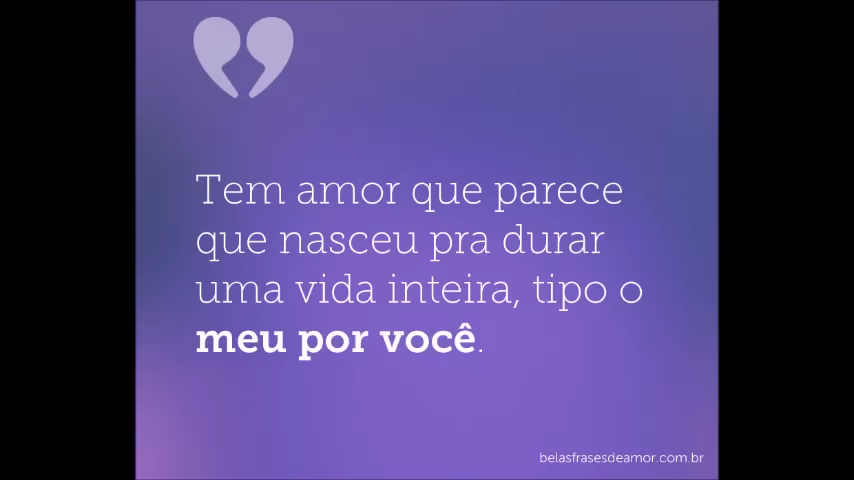 Tem amor que parece
que nasceu pra durar
uma vida inteira, tipo o
meu por você.
belasfrasesdeamor.com.br